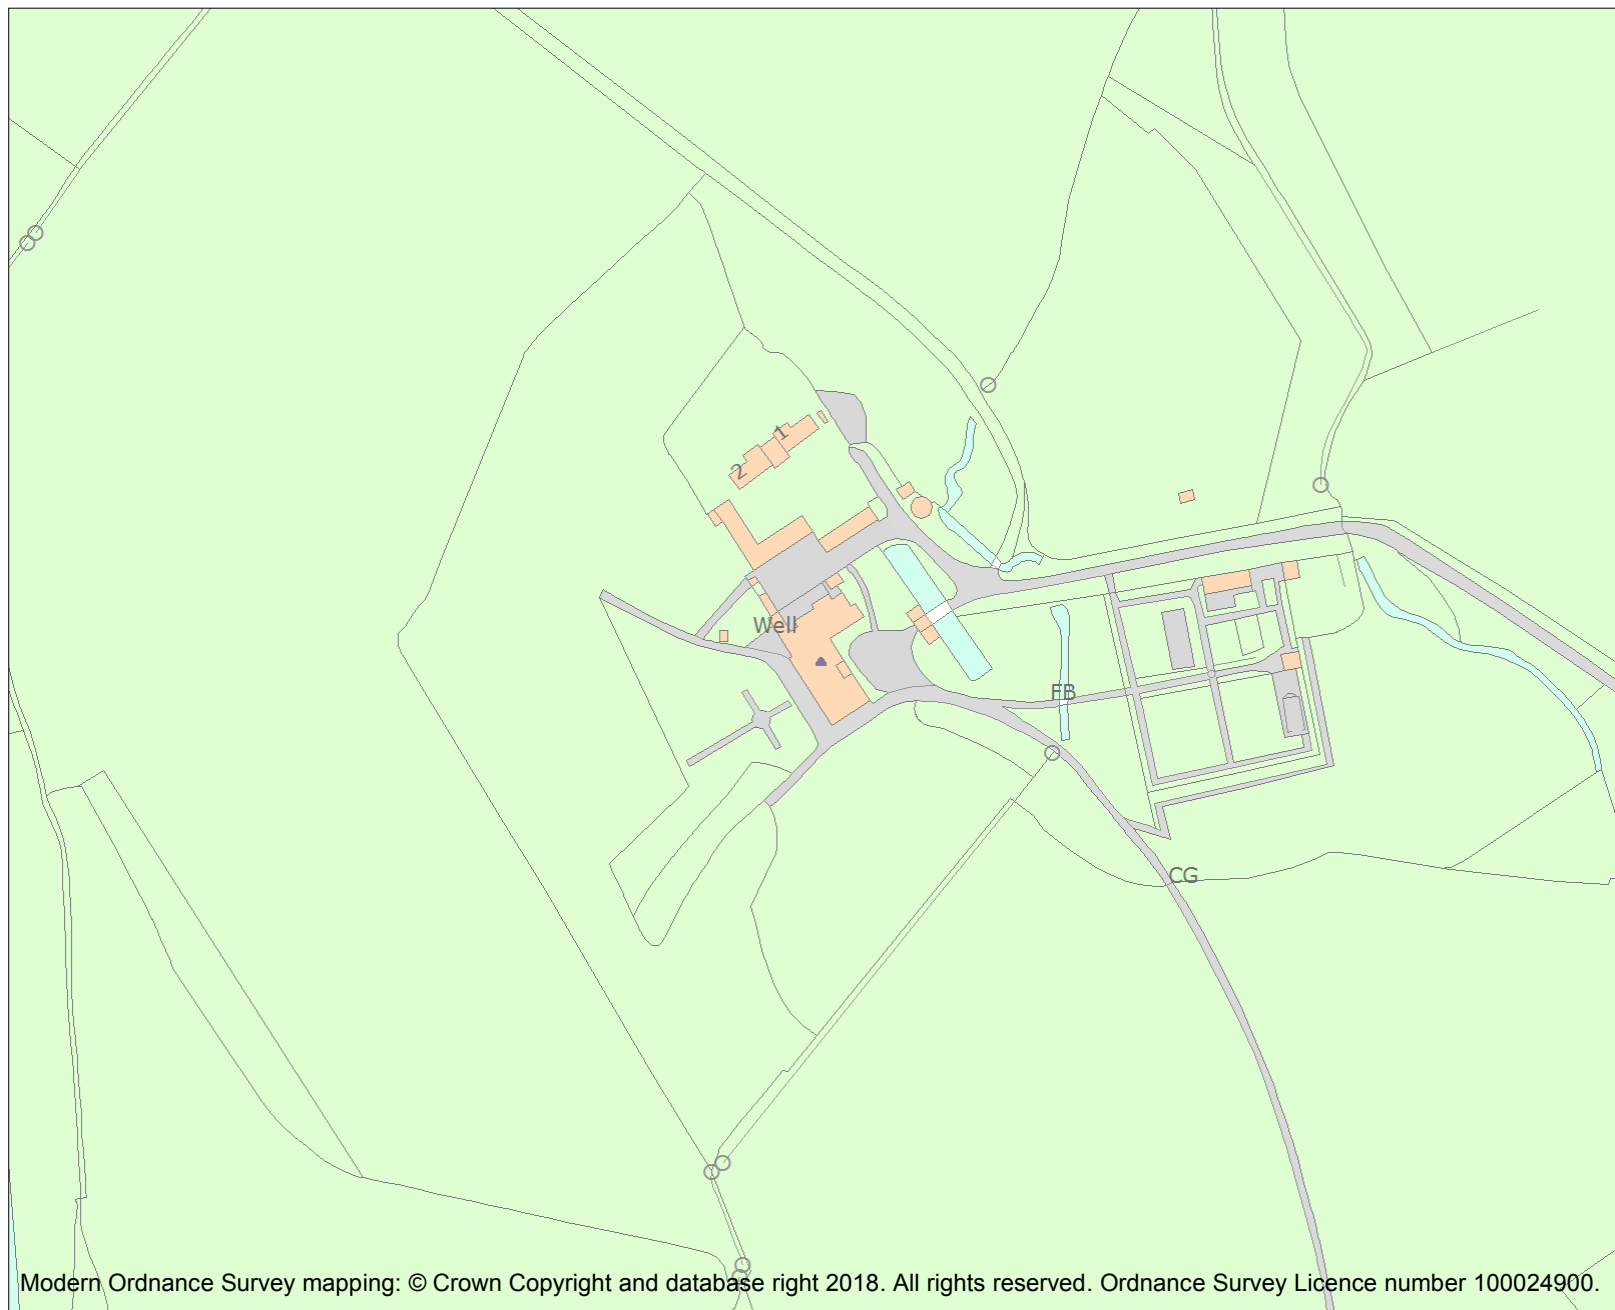 1
2
Well
FB
CG
Modern Ordnance Survey mapping: © Crown Copyright and database right 2018. All rights reserved. Ordnance Survey Licence number 100024900.